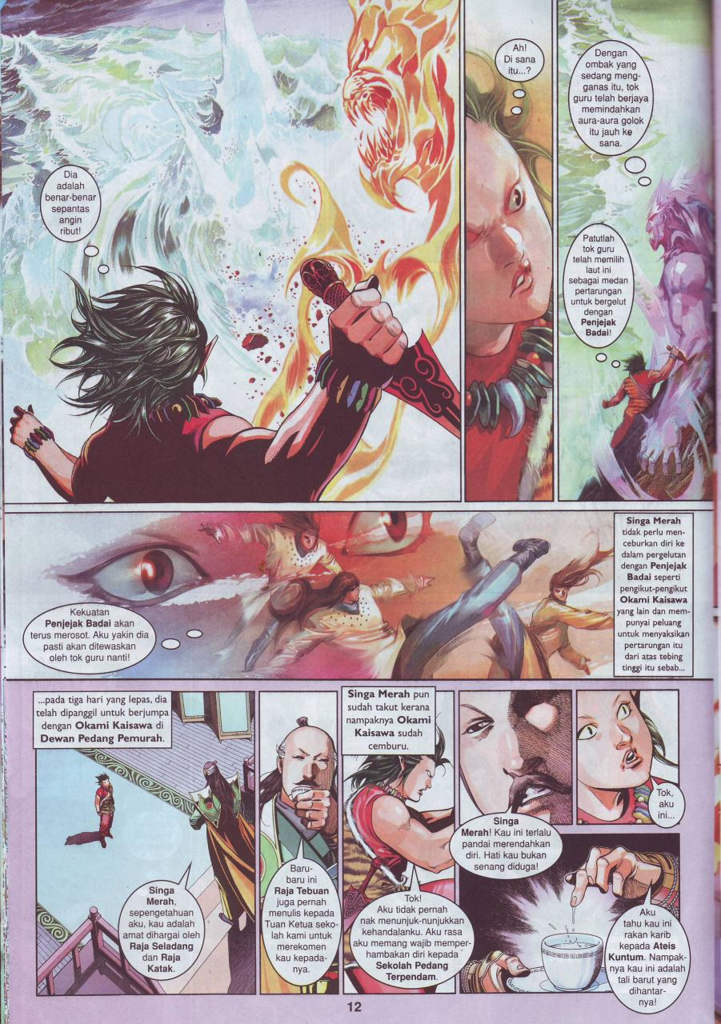 Dia
adalah
benar-benar
sepantas
angin
ribut!
Ah!
Di sana
itu...?
Dengan
ombak yang
sedang meng-
ganas itu, tok
guru telah berjaya
memindahkan
aura-aura golok
itu jauh ke
sana.
Patutlah
tok guru
telah memilih
laut ini
sebagai medan
pertarungan
untuk bergelut
dengan
Penjejak
Badai!
Kekuatan
Penjejak Badai akan
terus merosot. Aku yakin dia
pasti akan ditewaskan
oleh tok guru nanti!
Singa Merah
tidak perlu men-
ceburkan diri ke
dalam pergelutan
dengan Penjejak
Badai seperti
pengikut-pengikut
Okami Kaisawa
yang lain dan mem-
punyai peluang
untuk menyaksikan
pertarungan itu
dari atas tebing
tinggi itu sebab...
...pada tiga hari yang lepas, dia
telah dipanggil untuk berjumpa
dengan Okami Kaisawa di
Dewan Pedang Pemurah.
Singa
Merah,
sepengetahuan
aku, kau adalah
amat dihargai oleh
Raja Seladang
dan Raja
Katak.
Baru-
baru ini
Raja Tebuan
juga pernah
menulis kepada
Tuan Ketua seko-
lah kami untuk
merekomen
kau kepada-
nya.
Singa Merah pun
sudah takut kerana
nampaknya Okami
Kaisawa sudah
cemburu.
Tok!
Aku tidak pernah
nak menunjuk-nunjukkan
kehandalanku. Aku rasa
aku memang wajib memper-
hambakan diri kepada
Sekolah Pedang
Terpendam.
Singa
Merah! Kau ini terlalu
pandai merendahkan
diri. Hati kau bukan
senang diduga!
Tok,
aku
ini...
Aku
tahu kau ini
rakan karib
kepada Ateis
Kuntum. Nampak-
nya kau ini adalah
tali barut yang
dihantar-
nya!
12